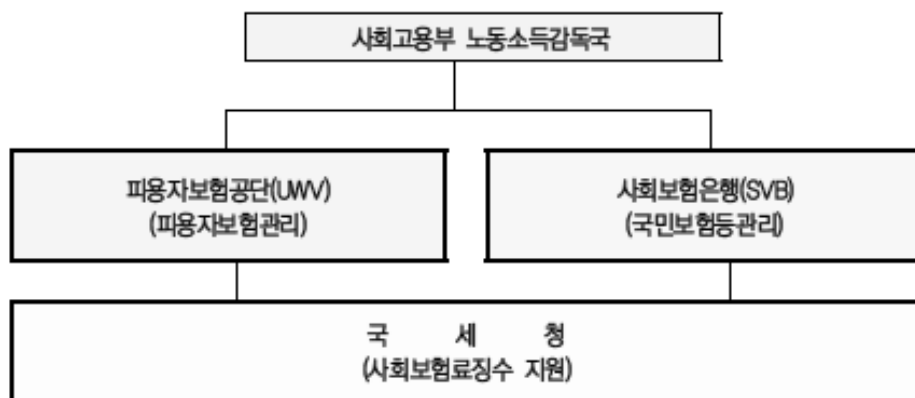 사회고용부 노동소득감독국
피용자보험공단(UWV)
(피용자보험관리)
사회보험은행(SVB)
(국민보험등관리)
국 세 청
(사회보험료징수 지원)